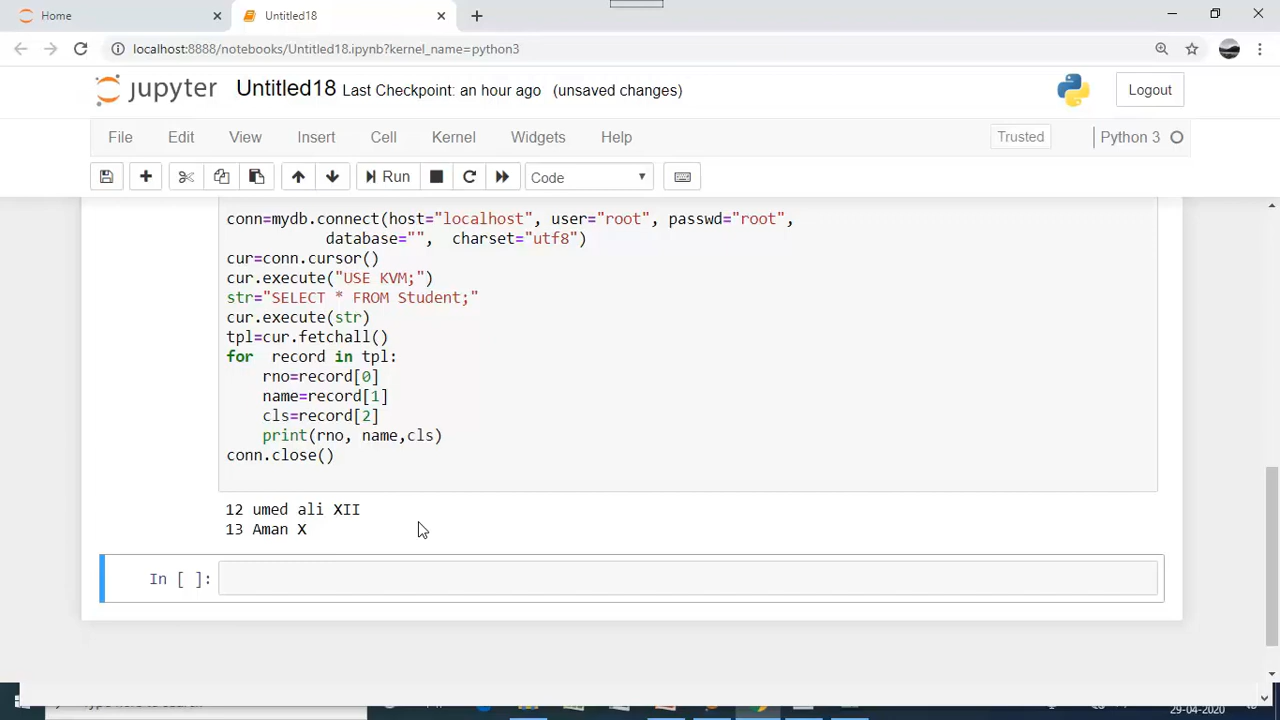 Home
Untitled18
localhost:8888/notebooks/Untitled18.ipynb?kernel_name=python3
jupyter Untitled18 Last Checkpoint: an hour ago (unsaved changes)
Logout
File Edit View Insert Cell Kernel Widgets Help
Trusted
Python 3
Run
Code
conn=mydb.connect(host="localhost", user="root", passwd="root",
database="", charset="utf8")
cur=conn.cursor()
cur.execute("USE KVM;")
str="SELECT * FROM Student;"
cur.execute(str)
tpl=cur.fetchall()
for  record in tpl:
rno=record[0]
name=record[1]
cls=record[2]
print(rno, name,cls)
conn.close()
12 umed ali XII
13 Aman X
In [ ]:
29-04-2020